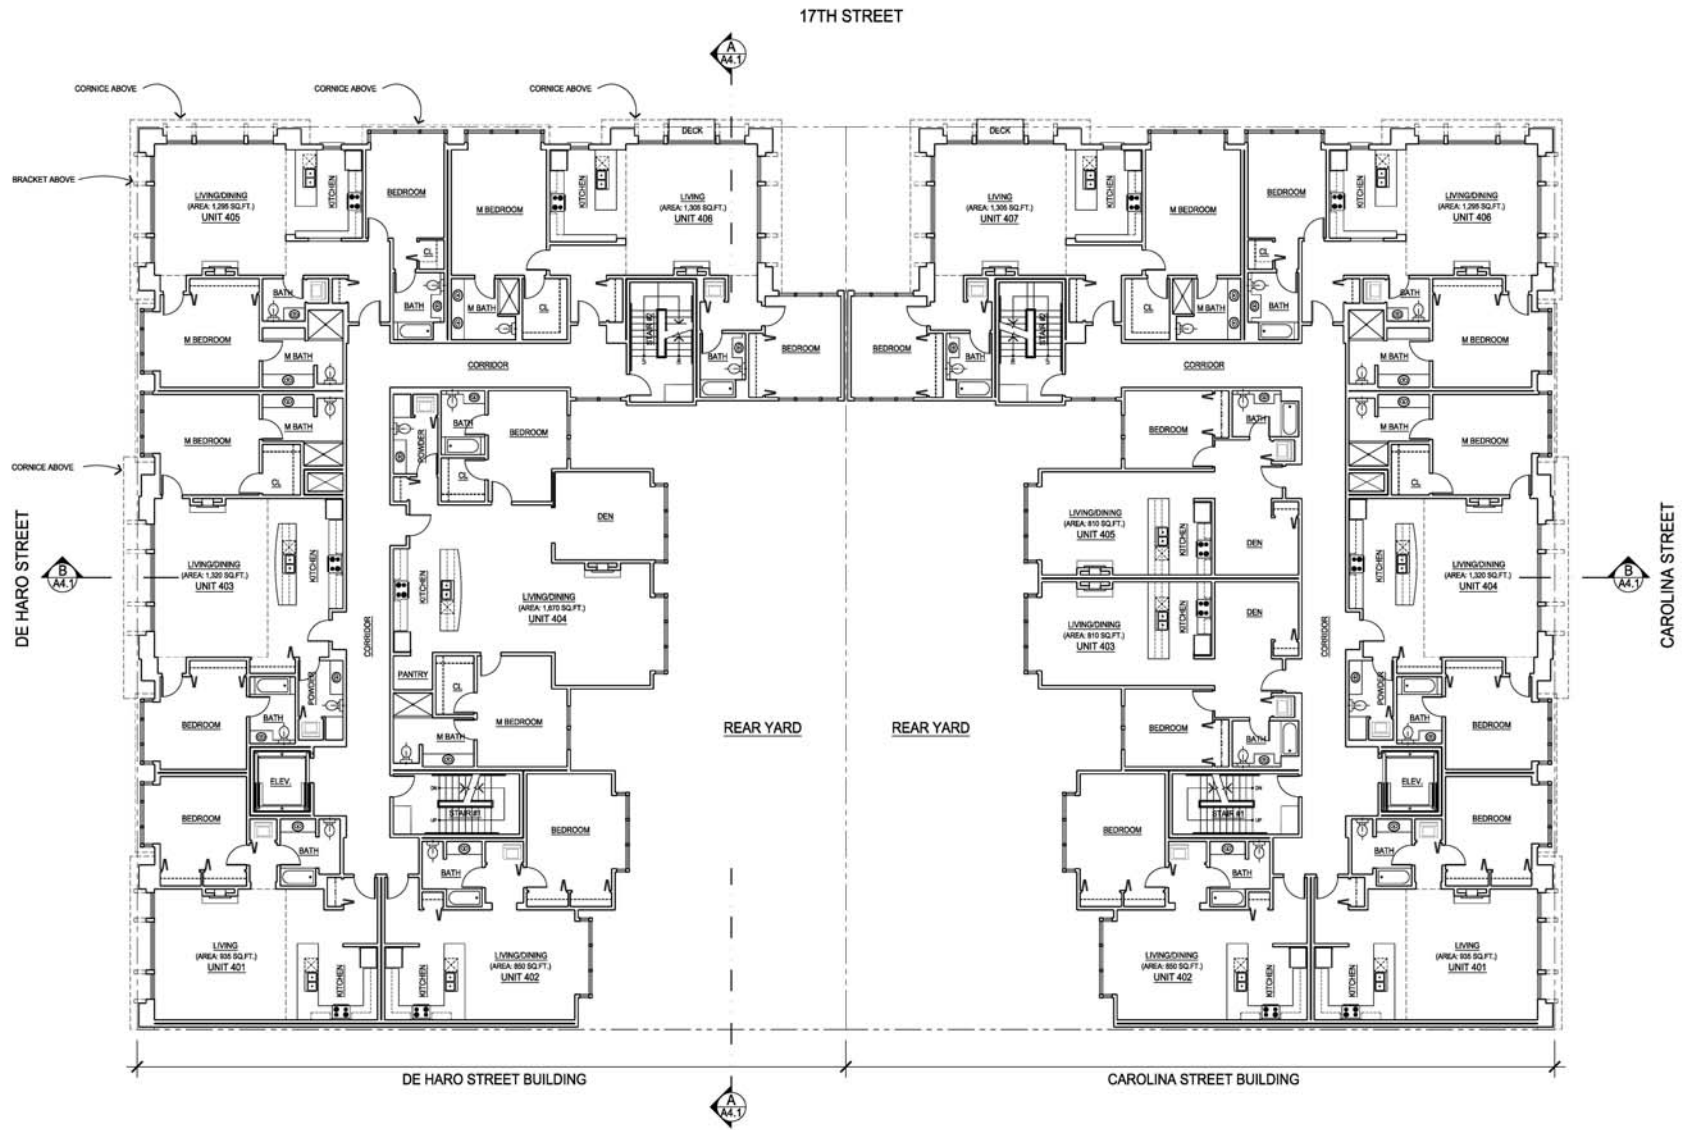 17TH STREET
A
A4.1
CORNICE ABOVE
CORNICE ABOVE
CORNICE ABOVE
DECK
DECK
BRACKET ABOVE
LIVING/DINING
(AREA: 1,295 SQ.FT.)
UNIT 405
KITCHEN
BEDROOM
M BEDROOM
KITCHEN
LIVING
(AREA: 1,305 SQ.FT.)
UNIT 406
LIVING
(AREA: 1,305 SQ.FT.)
UNIT 407
KITCHEN
M BEDROOM
BEDROOM
KITCHEN
LIVING/DINING
(AREA: 1,295 SQ.FT.)
UNIT 406
CL
CL
BATH
BATH
M BATH
CL
STAIR #2
STAIR #2
CL
M BATH
BATH
BATH
M BEDROOM
M BATH
CORRIDOR
BATH
BEDROOM
BEDROOM
BATH
CORRIDOR
M BATH
M BEDROOM
M BEDROOM
M BATH
POWDER
BATH
BEDROOM
BEDROOM
BATH
M BATH
M BEDROOM
CORNICE ABOVE
CL
CL
CL
DEN
LIVING/DINING
(AREA: 810 SQ.FT.)
UNIT 405
KITCHEN
DEN
DE HARO STREET
B
A4.1
LIVING/DINING
(AREA: 1,320 SQ.FT.)
UNIT 403
KITCHEN
KITCHEN
LIVING/DINING
(AREA: 1,670 SQ.FT.)
UNIT 404
LIVING/DINING
(AREA: 810 SQ.FT.)
UNIT 403
KITCHEN
DEN
KITCHEN
LIVING/DINING
(AREA: 1,320 SQ.FT.)
UNIT 404
B
A4.1
CAROLINA STREET
CORRIDOR
CORRIDOR
PANTRY
CL
POWDER
POWDER
BEDROOM
BATH
M BATH
M BEDROOM
REAR YARD
REAR YARD
BEDROOM
BATH
BATH
BEDROOM
ELEV.
ELEV.
DN
UP
STAIR #1
DN
UP
STAIR #1
BEDROOM
BATH
BATH
BEDROOM
BEDROOM
BATH
BATH
BEDROOM
LIVING
(AREA: 935 SQ.FT.)
UNIT 401
KITCHEN
KITCHEN
LIVING/DINING
(AREA: 850 SQ.FT.)
UNIT 402
LIVING/DINING
(AREA: 850 SQ.FT.)
UNIT 402
KITCHEN
KITCHEN
LIVING
(AREA: 935 SQ.FT.)
UNIT 401
DE HARO STREET BUILDING
CAROLINA STREET BUILDING
A
A4.1